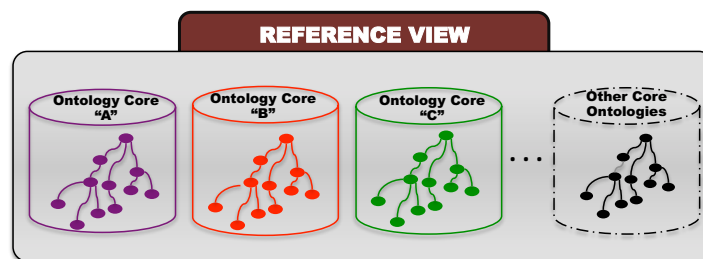 REFERENCE VIEW
Ontology Core
“A”
Ontology Core
“B”
Ontology Core
“C”
. . .
Other Core
Ontologies